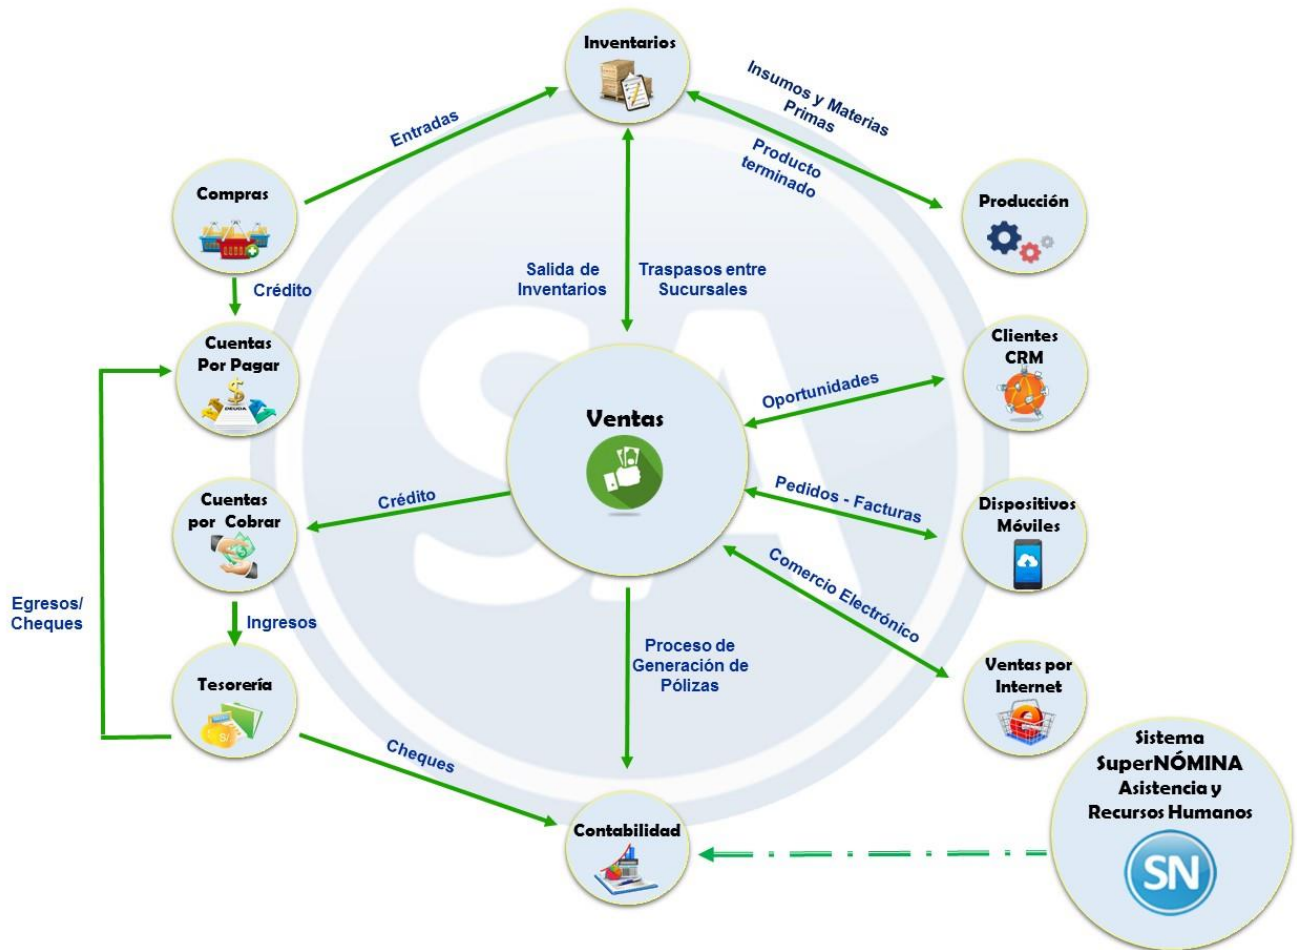 Inventarios
Insumos y Materias
Primas
Producto
terminado
Entradas
Compras
Producción
Salida de
Inventarios
Traspasos entre
Sucursales
Crédito
Cuentas
Por Pagar
$
DEUDA
Clientes
CRM
Oportunidades
Ventas
Cuentas
por Cobrar
Crédito
Pedidos - Facturas
Dispositivos
Móviles
Comercio Electrónico
Egresos/
Cheques
Ingresos
Proceso de
Generación de
Pólizas
Tesorería
S/
Ventas por
Internet
e
Cheques
Sistema
SuperNÓMINA
Asistencia y
Recursos Humanos
SN
Contabilidad
SA